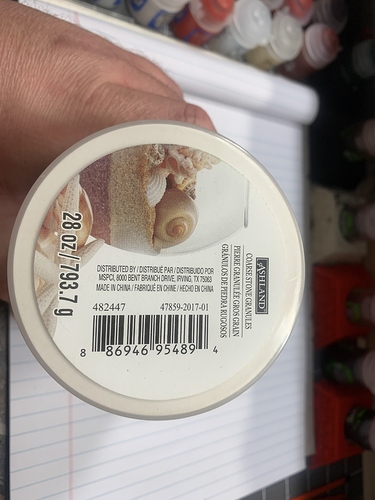 ASHLAND
COARSE STONE GRANULES
PIERRE GRANULÉE GROS GRAIN
GRANULOS DE PIEDRA RUGOSOS
28 oz/793.7 g
DISTRIBUTED BY / DISTRIBUÉ PAR / DISTRIBUIDO POR
MSPCI, 8000 BENT BRANCH DRIVE, IRVING, TX 75063
MADE IN CHINA / FABRIQUÉ EN CHINE / HECHO EN CHINA
482447 47859-2017-01
8 86946 95489 4